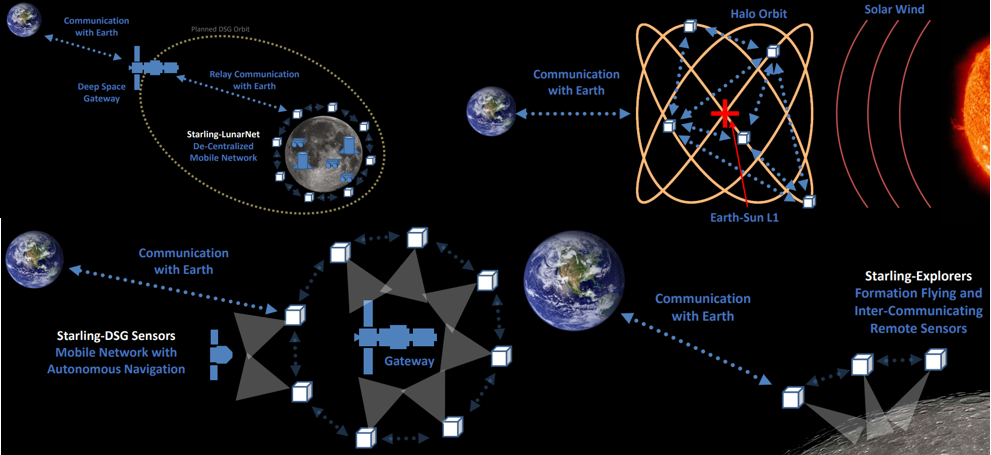 Communication
with Earth
Planned DSG Orbit
Deep Space
Gateway
Relay Communication
with Earth
Starling-LunarNet
De-Centralized
Mobile Network
Halo Orbit
Solar Wind
Communication
with Earth
Earth-Sun L1
Communication
with Earth
Starling-DSG Sensors
Mobile Network with
Autonomous Navigation
Gateway
Communication
with Earth
Starling-Explorers
Formation Flying and
Inter-Communicating
Remote Sensors